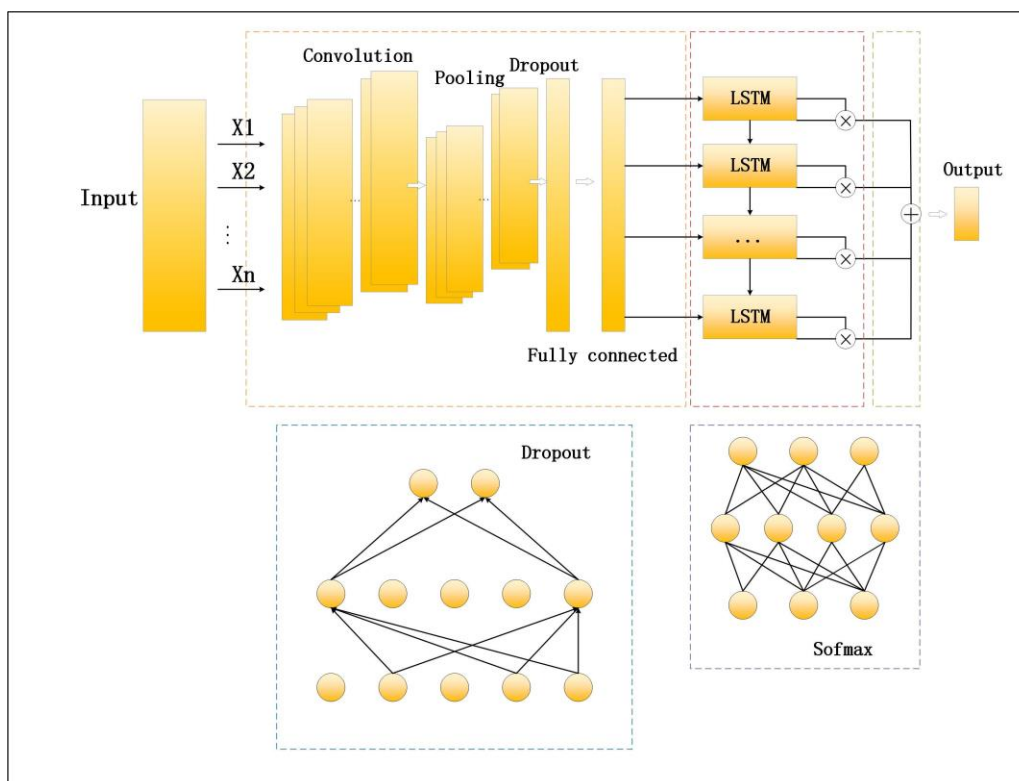 Convolution
Pooling
Dropout
Input
X1
X2
...
Xn
...
...
Fully connected
LSTM
LSTM
...
LSTM
Output
Dropout
Sofmax